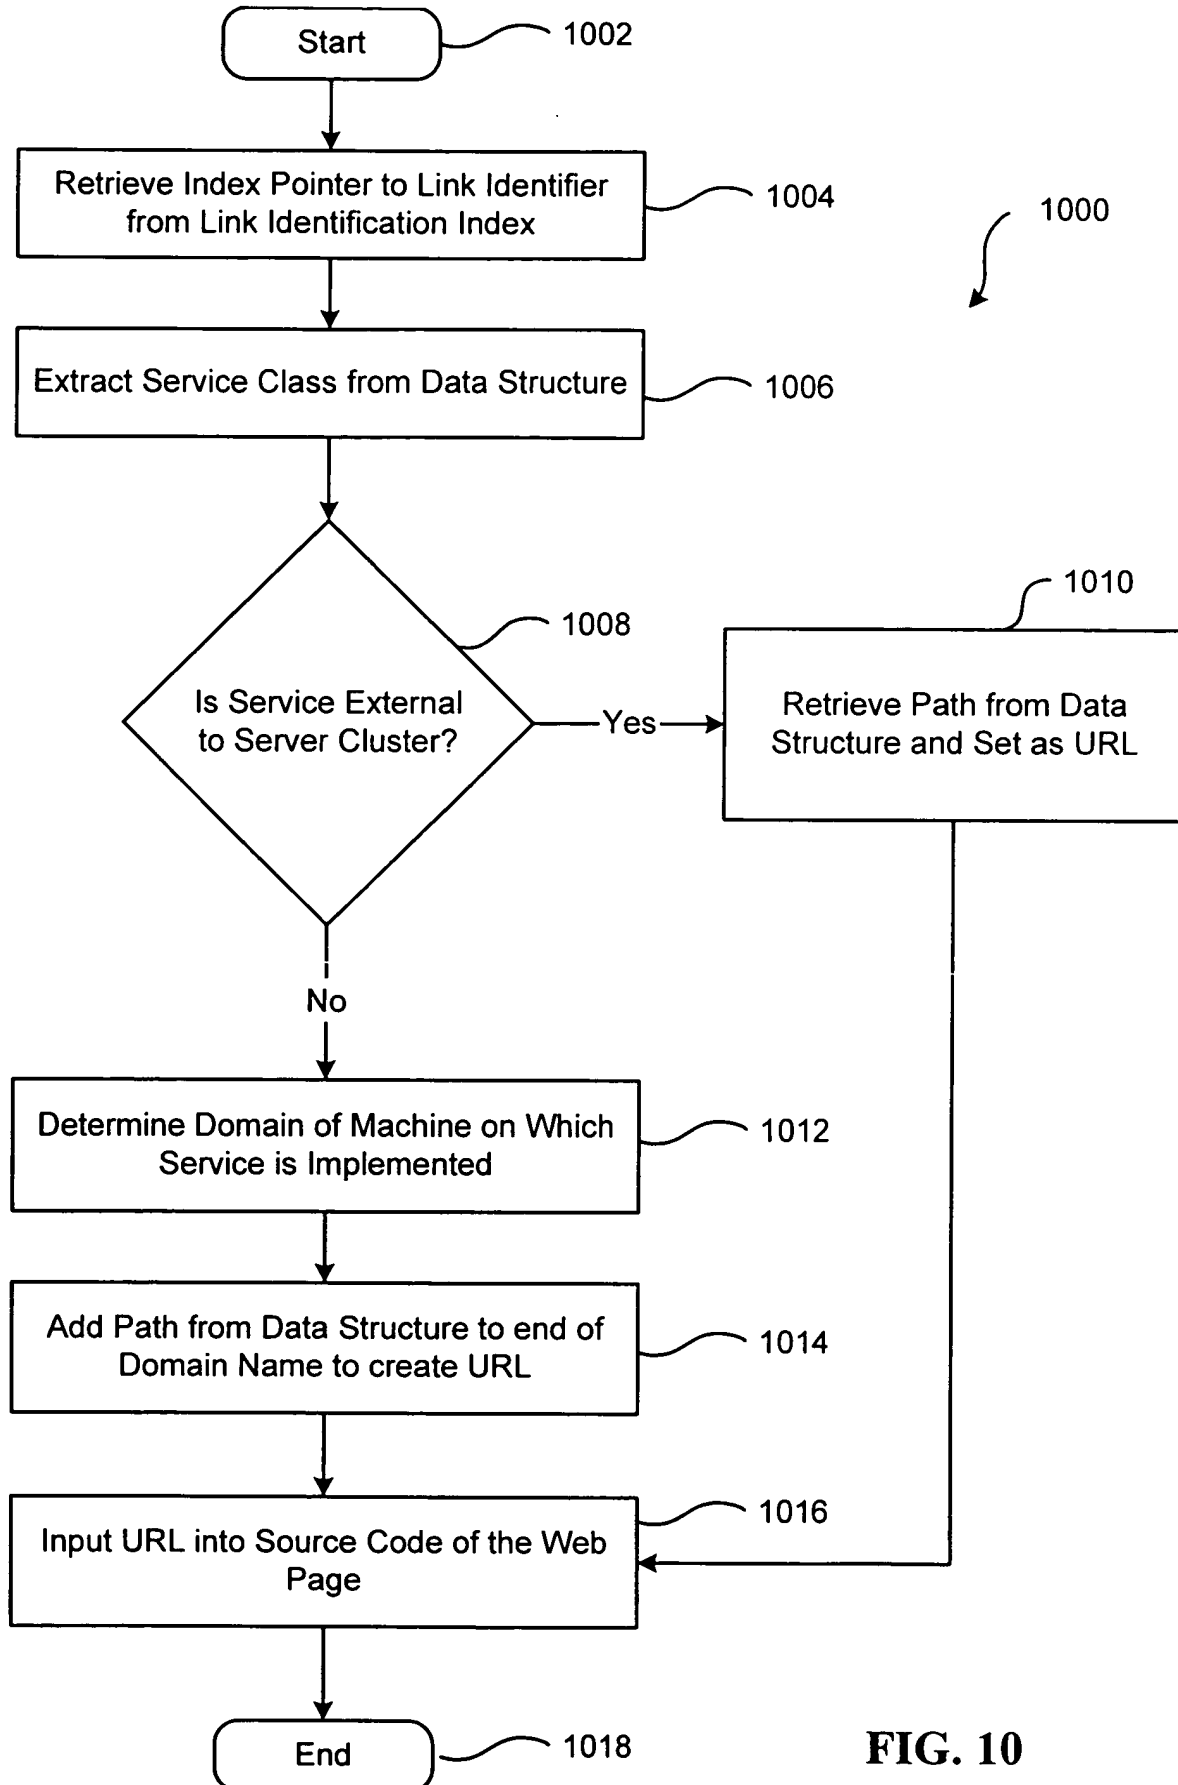 Start
1002
Retrieve Index Pointer to Link Identifier
from Link Identification Index
1004
1000
Extract Service Class from Data Structure
1006
1008
Is Service External
to Server Cluster?
Yes
1010
Retrieve Path from Data
Structure and Set as URL
No
Determine Domain of Machine on Which
Service is Implemented
1012
Add Path from Data Structure to end of
Domain Name to create URL
1014
Input URL into Source Code of the Web
Page
1016
End
1018
FIG. 10